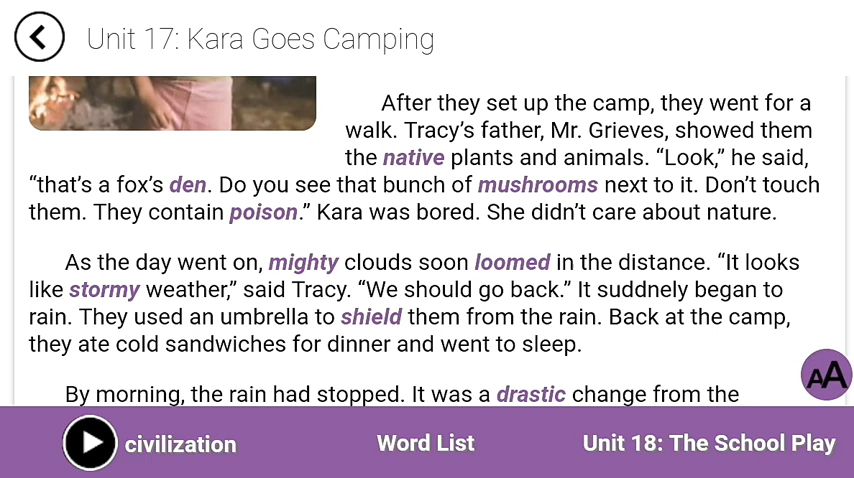 Unit 17: Kara Goes Camping
After they set up the camp, they went for a
walk. Tracy's father, Mr. Grieves, showed them
the native plants and animals. “Look,” he said,
“that's a fox's den. Do you see that bunch of mushrooms next to it. Don't touch
them. They contain poison.” Kara was bored. She didn't care about nature.
As the day went on, mighty clouds soon loomed in the distance. “It looks
like stormy weather,” said Tracy. “We should go back.” It suddnely began to
rain. They used an umbrella to shield them from the rain. Back at the camp,
they ate cold sandwiches for dinner and went to sleep.
By morning, the rain had stopped. It was a drastic change from the
AA
civilization
Word List
Unit 18: The School Play